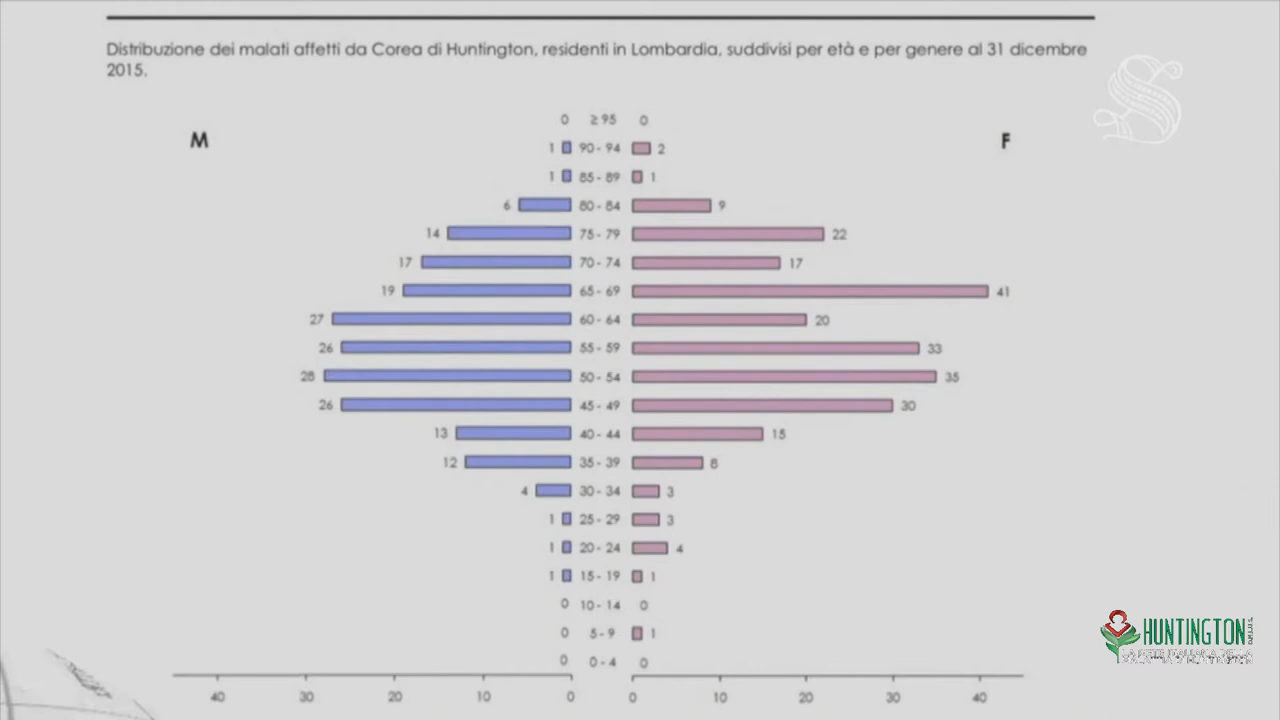 Distribuzione dei malati affetti da Corea di Huntington, residenti in Lombardia, suddivisi per età e per genere al 31 dicembre
2015.
M
F
0 ≥ 95 0
1 90 - 94 2
1 85 - 89 1
6 80 - 84 9
14 75 - 79 22
17 70 - 74 17
19 65 - 69 41
27 60 - 64 20
26 55 - 59 33
28 50 - 54 35
26 45 - 49 30
13 40 - 44 15
12 35 - 39 8
4 30 - 34 3
1 25 - 29 3
1 20 - 24 4
1 15 - 19 1
0 10 - 14 0
0 5 - 9 1
0 0 - 4 0
40 30 20 10 0 0 10 20 30 40
HUNTINGTON